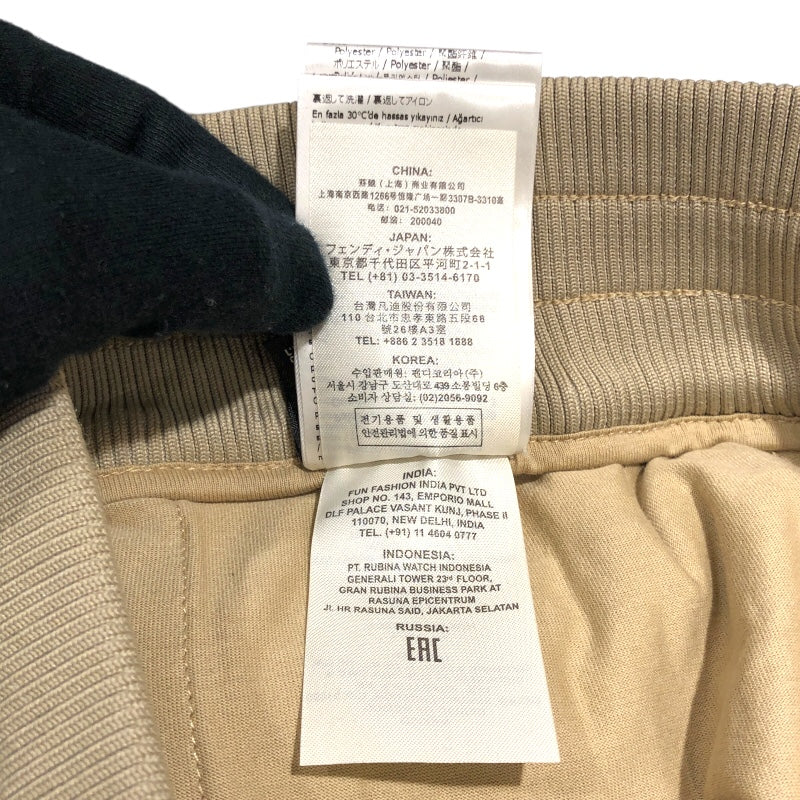 Polyester / Polyester / 聚酯纤维 /
ポリエステル / Polyester / 聚酯 /
裏返して洗濯 / 裏返してアイロン
En fazla 30°C'de hassas yıkayınız / Ağartıcı
CHINA:
(上海) 商业有限公司
上海南京西路1266号恒隆广场一期3307B-3310室
电话: 021-52033800
邮编: 200040
JAPAN:
フェンディ・ジャパン株式会社
東京都千代田区平河町2-1-1
TEL (+81) 03-3514-6170
TAIWAN:
台灣凡迪股份有限公司
110 台北市忠孝東路五段68
號26樓A3室
TEL: +886 2 3518 1888
KOREA:
수입판매원: 펜디코리아(주)
서울시 강남구 도산대로 439 소봉빌딩 6층
소비자 상담실: (02)2056-9092
전기용품 및 생활용품
안전관리법에 의한 품질 표시
INDIA:
FUN FASHION INDIA PVT LTD
SHOP NO. 143, EMPORIO MALL
DLF PALACE VASANT KUNJ, PHASE II
110070, NEW DELHI, INDIA
TEL. (+91) 11 4604 0777
INDONESIA:
PT. RUBINA WATCH INDONESIA
GENERALI TOWER 23rd FLOOR,
GRAN RUBINA BUSINESS PARK AT
RASUNA EPICENTRUM
Jl. HR RASUNA SAID, JAKARTA SELATAN
RUSSIA:
EAC